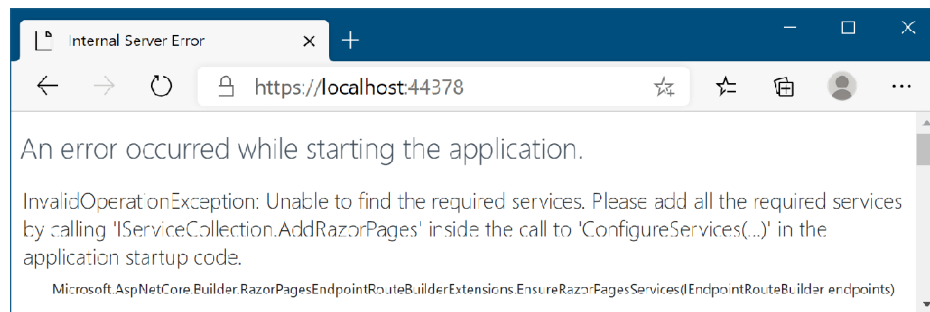 Internal Server Error
https://localhost:44378
An error occurred while starting the application.
InvalidOperationException: Unable to find the required services. Please add all the required services
by calling 'IServiceCollection.AddRazorPages' inside the call to 'ConfigureServices(...)' in the
application startup code.
Microsoft.AspNetCore.Builder.RazorPagesEndpointRouteBuilderExtensions.EnsureRazorPagesServices(IEndpointRouteBuilder endpoints)